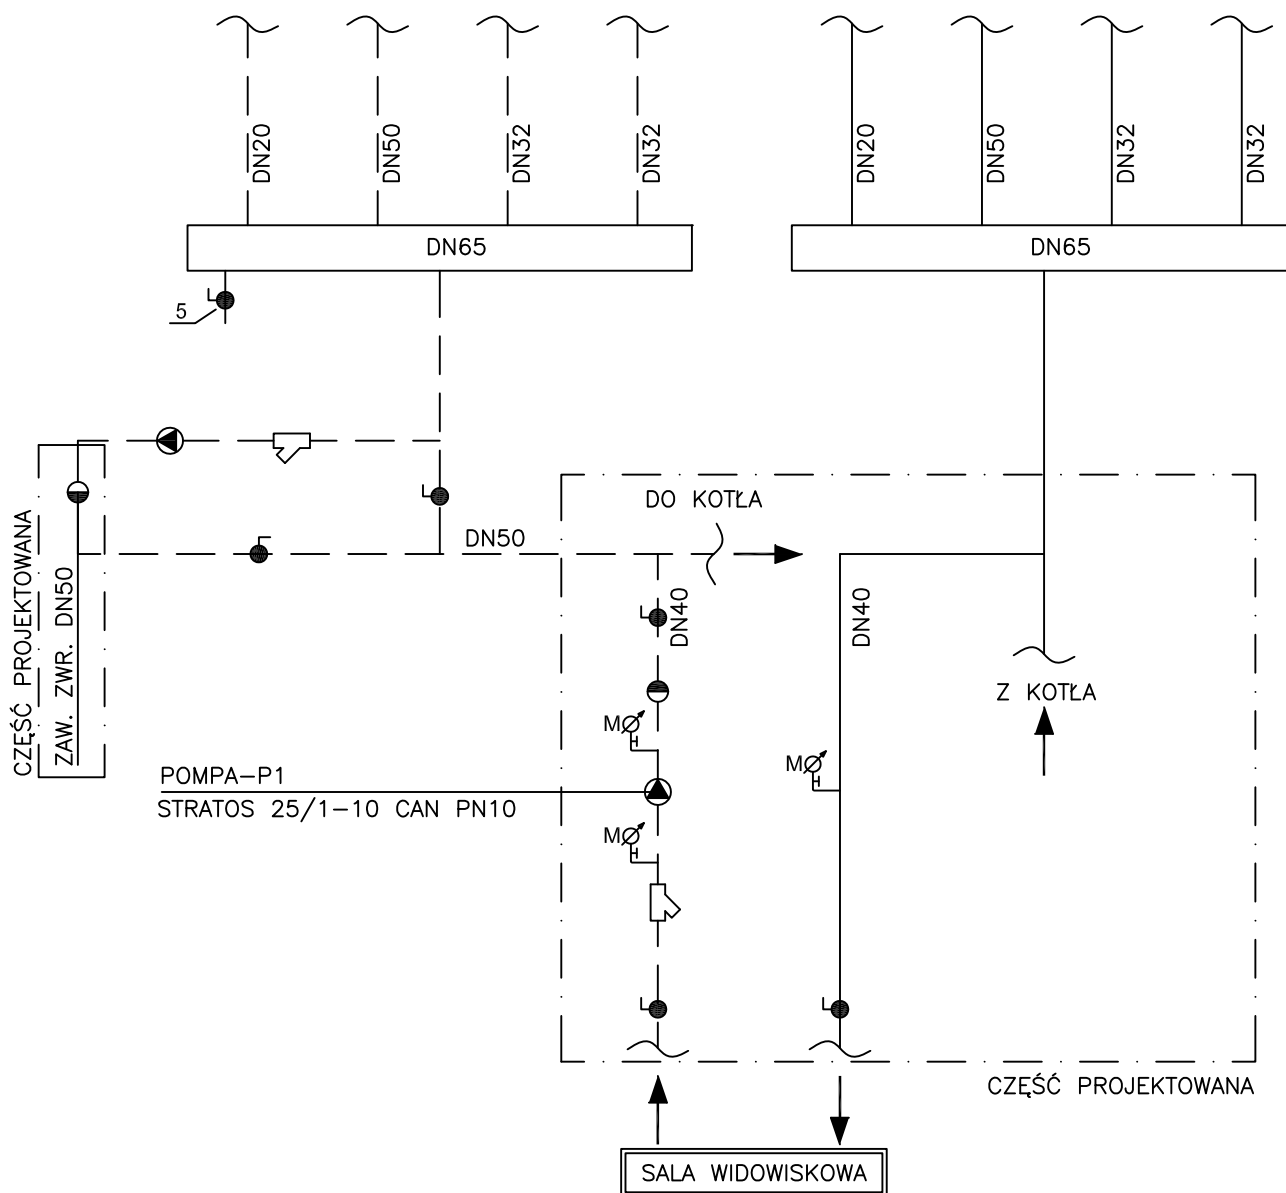 DN20
DN50
DN32
DN32
DN20
DN50
DN32
DN32
DN65
DN65
5
DO KOTŁA
DN50
CZĘŚĆ PROJEKTOWANA
ZAW. ZWR. DN50
DN40
DN40
Z KOTŁA
M
M
POMPA-P1
STRATOS 25/1-10 CAN PN10
M
CZĘŚĆ PROJEKTOWANA
SALA WIDOWISKOWA